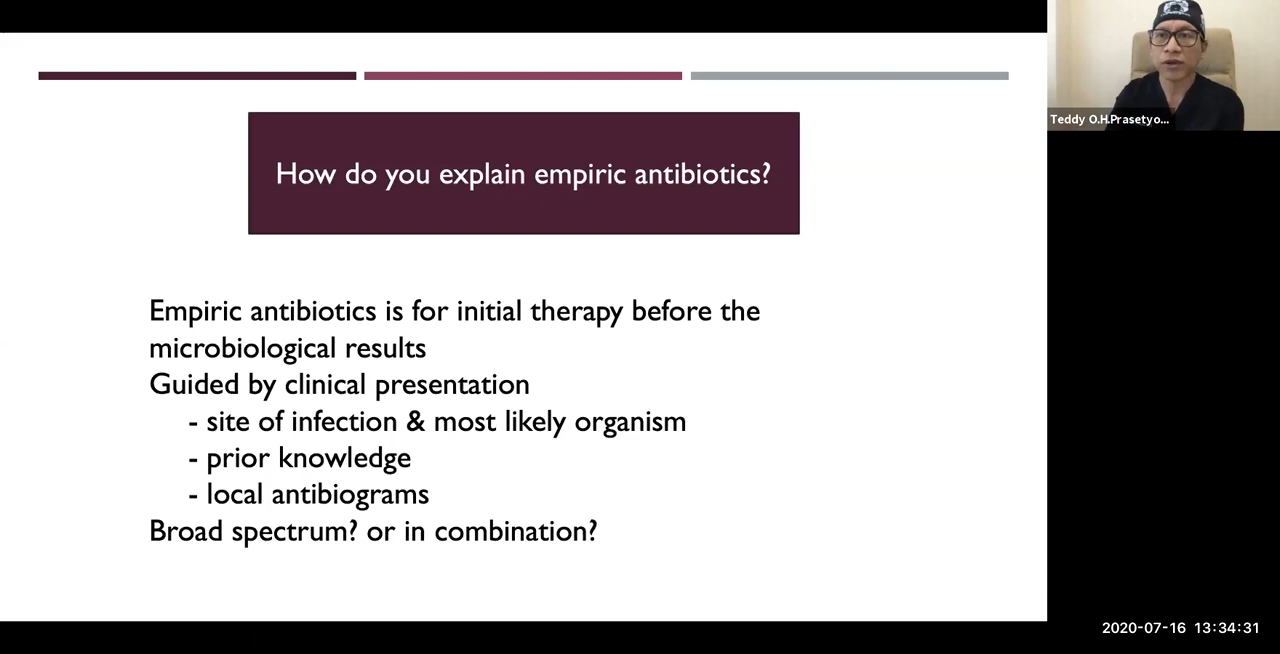 How do you explain empiric antibiotics?
Teddy O.H.Prasetyo...
Empiric antibiotics is for initial therapy before the
microbiological results
Guided by clinical presentation
- site of infection & most likely organism
- prior knowledge
- local antibiograms
Broad spectrum? or in combination?
2020-07-16 13:34:31